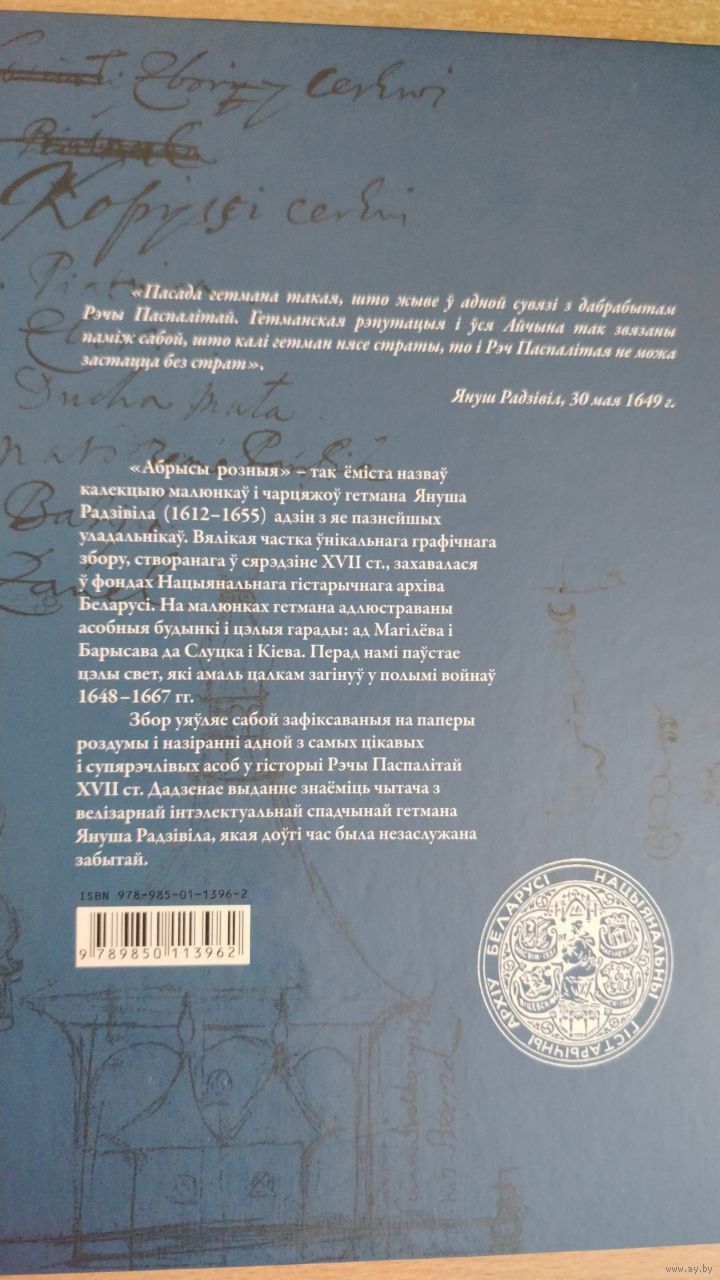 Zbory cerkwi
cerkwi
«Пасада гетмана такая, што жыве ў адной сувязі з дабрабытам
Рэчы Паспалітай. Гетманская рэпутацыя і ўся Айчына так звязаны
паміж сабой, што калі гетман нясе страты, то і Рэч Паспалітая не можа
застацца без страт».
Януш Радзівіл, 30 мая 1649 г.
Ducha
«Абрысы розныя» – так ёміста назваў
калекцыю малюнкаў і чарцяжоў гетмана Януша
Радзівіла (1612–1655) адзін з яе пазнейшых
уладальнікаў. Вялікая частка ўнікальнага графічнага
збору, створанага ў сярэдзіне XVII ст., захавалася
ў фондах Нацыянальнага гістарычнага архіва
Беларусі. На малюнках гетмана адлюстраваны
асобныя будынкі і цэлыя гарады: ад Магілёва і
Барысава да Слуцка і Кіева. Перад намі паўстае
цэлы свет, які амаль цалкам загінуў у полымі войнаў
1648–1667 гг.
Збор уяўляе сабой зафіксаваныя на паперы
роздумы і назіранні адной з самых цікавых
і супярэчлівых асоб у гісторыі Рэчы Паспалітай
XVII ст. Дадзенае выданне знаёміць чытача з
велізарнай інтэлектуальнай спадчынай гетмана
Януша Радзівіла, якая доўгі час была незаслужана
забытай.
ISBN 978-985-01-1396-2
9 789850 113962
НАЦЫЯНАЛЬНЫ ГІСТАРЫЧНЫ АРХІЎ БЕЛАРУСІ
www.ay.by